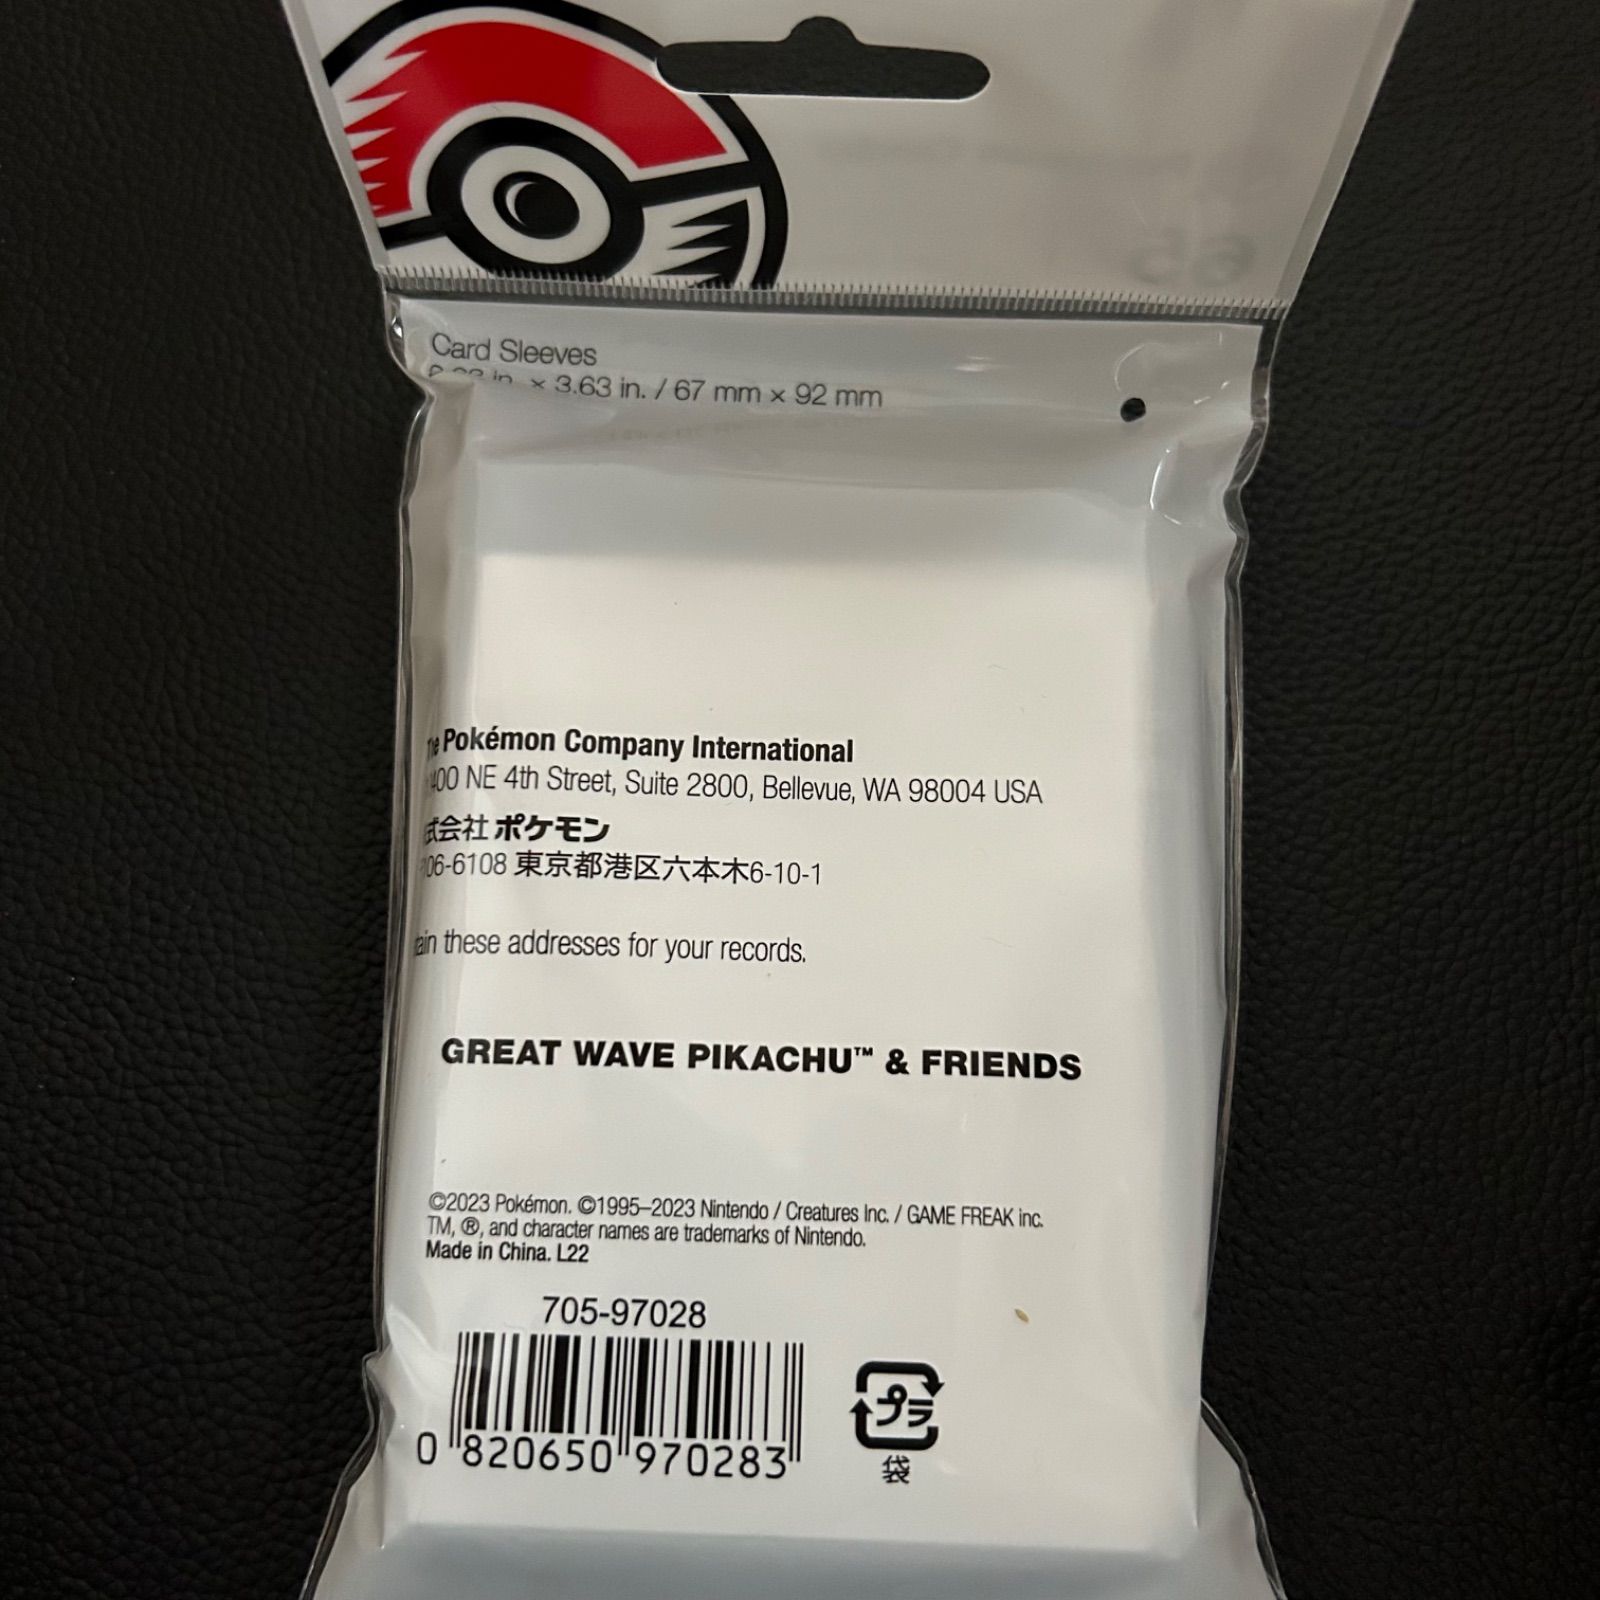 Card Sleeves
in. × 3.63 in. / 67 mm × 92 mm
Pokémon Company International
NE 4th Street, Suite 2800, Bellevue, WA 98004 USA
式会社 ポケモン
06-6108 東京都港区六本木6-10-1
these addresses for your records.
GREAT WAVE PIKACHU™ & FRIENDS
©2023 Pokémon. ©1995–2023 Nintendo / Creatures Inc. / GAME FREAK inc.
TM, ®, and character names are trademarks of Nintendo.
Made in China. L22
705-97028
0 820650 970283
プラ
袋